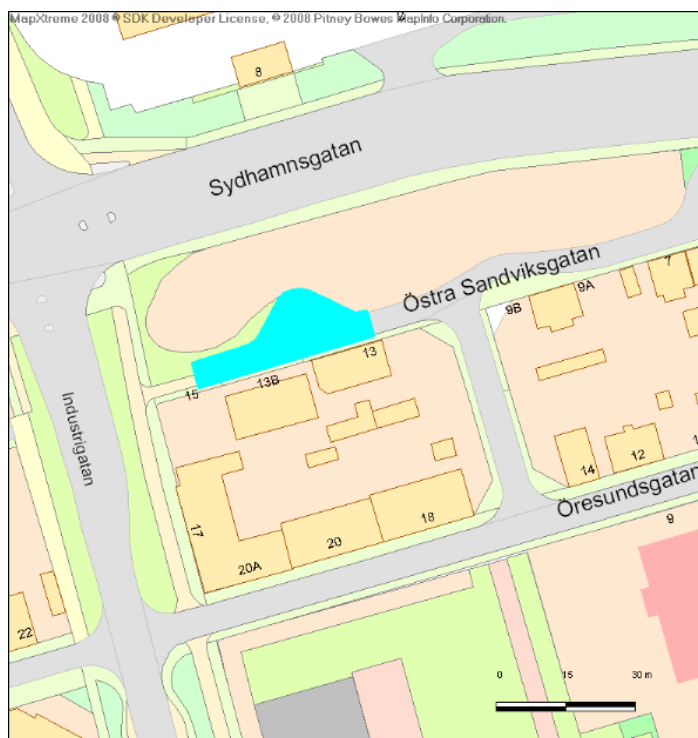 MapXtreme 2008 ® SDK Developer License, © 2008 Pitney Bowes MapInfo Corporation.
8
Sydhamnsgatan
Östra Sandviksgatan
7
9A
9B
13
13B
15
Industrigatan
12
14
Öresundsgatan
17
18
20
20A
9
22
0 15 30 m